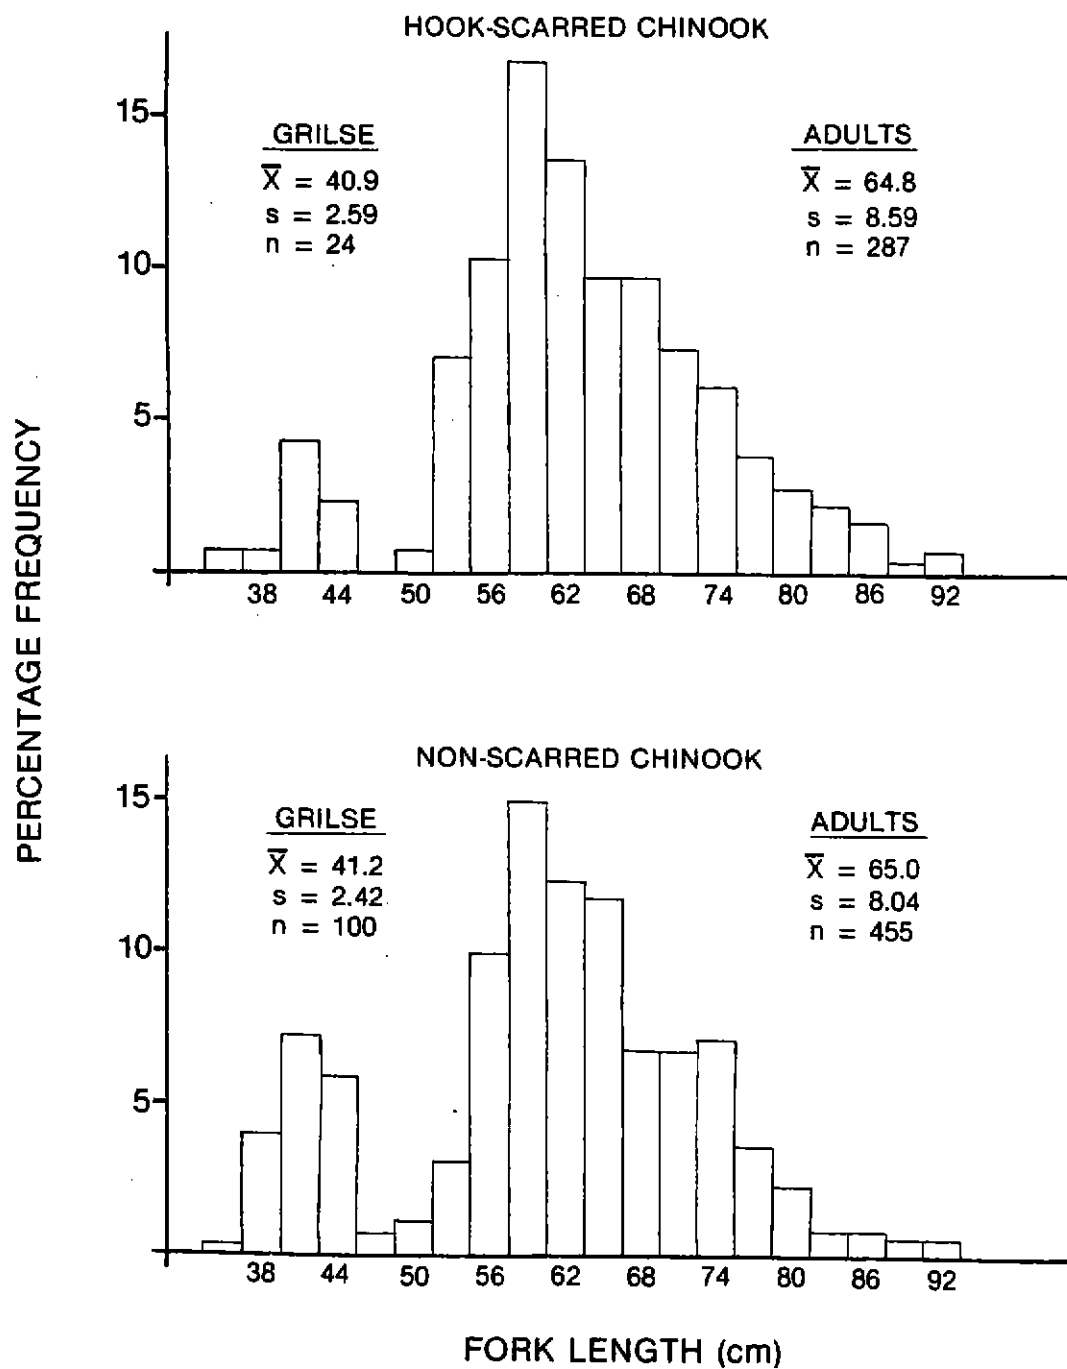 HOOK-SCARRED CHINOOK
15
10
5
GRILSE
X̅ = 40.9
s = 2.59
n = 24
ADULTS
X̅ = 64.8
s = 8.59
n = 287
38 44 50 56 62 68 74 80 86 92
PERCENTAGE FREQUENCY
NON-SCARRED CHINOOK
15
10
5
GRILSE
X̅ = 41.2
s = 2.42
n = 100
ADULTS
X̅ = 65.0
s = 8.04
n = 455
38 44 50 56 62 68 74 80 86 92
FORK LENGTH (cm)